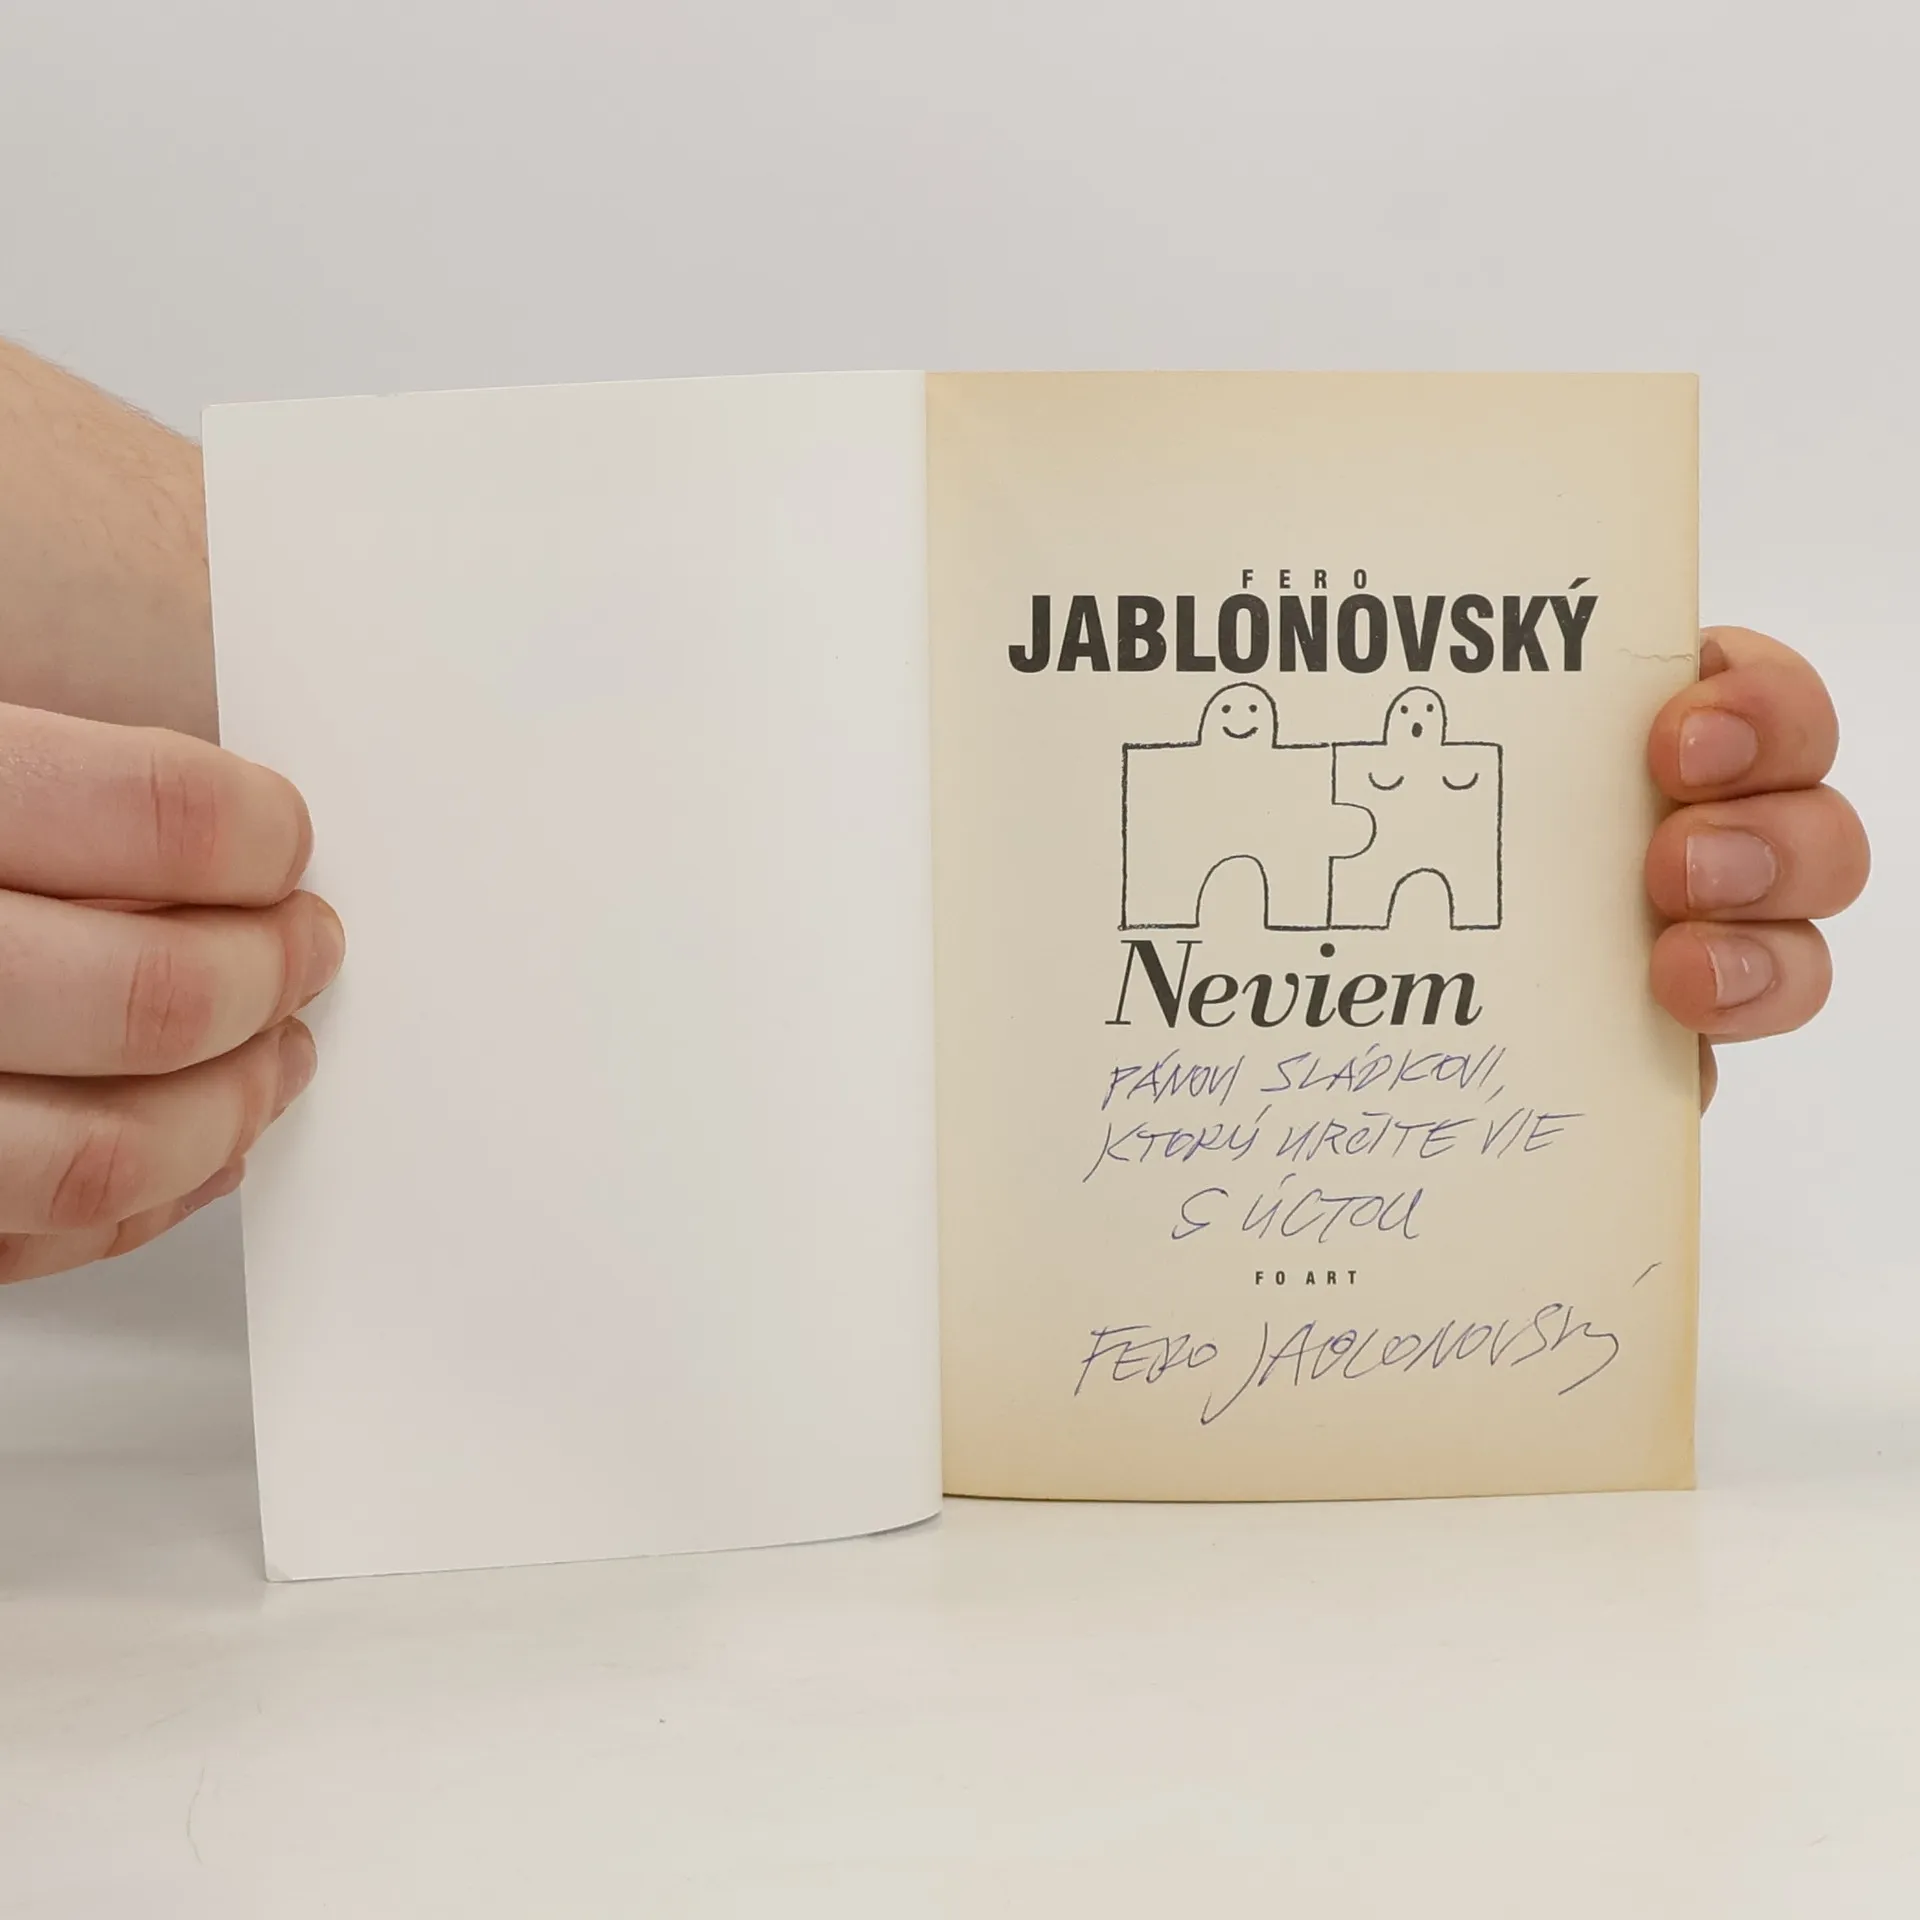 FERO
JABLONOVSKÝ
Neviem
PÁNOVI SLÁDKOVI,
KTORÝ URČITE VIE
S ÚCTOU
FO ART
FERO JABLONOVSKÝ